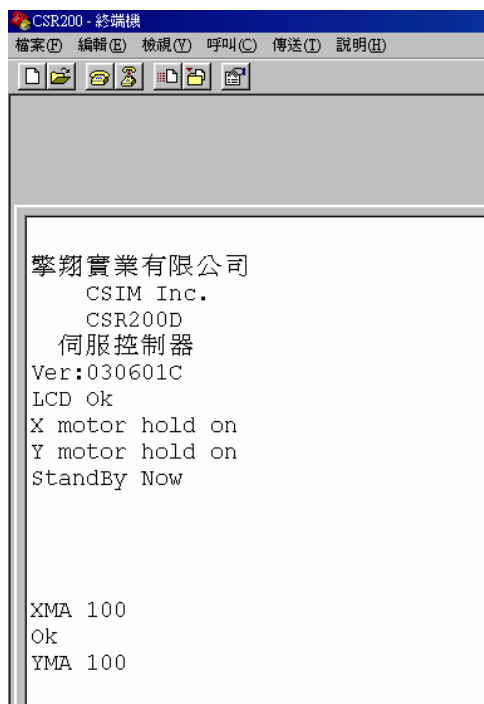 CSR200 - 終端機
檔案(F) 編輯(E) 檢視(V) 呼叫(C) 傳送(T) 說明(H)
擎翔實業有限公司
CSIM Inc.
CSR200D
伺服控制器
Ver:030601C
LCD Ok
X motor hold on
Y motor hold on
StandBy Now
XMA 100
Ok
YMA 100